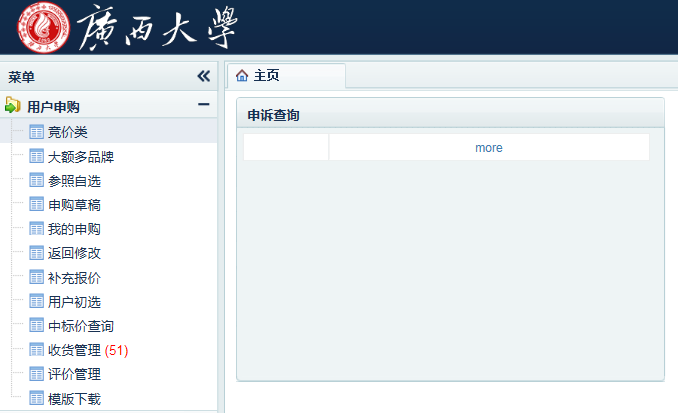 廣西大學
菜单
主页
用户申购
申诉查询
竞价类
more
大额多品牌
参照自选
申购草稿
我的申购
返回修改
补充报价
用户初选
中标价查询
收货管理 (51)
评价管理
模版下载